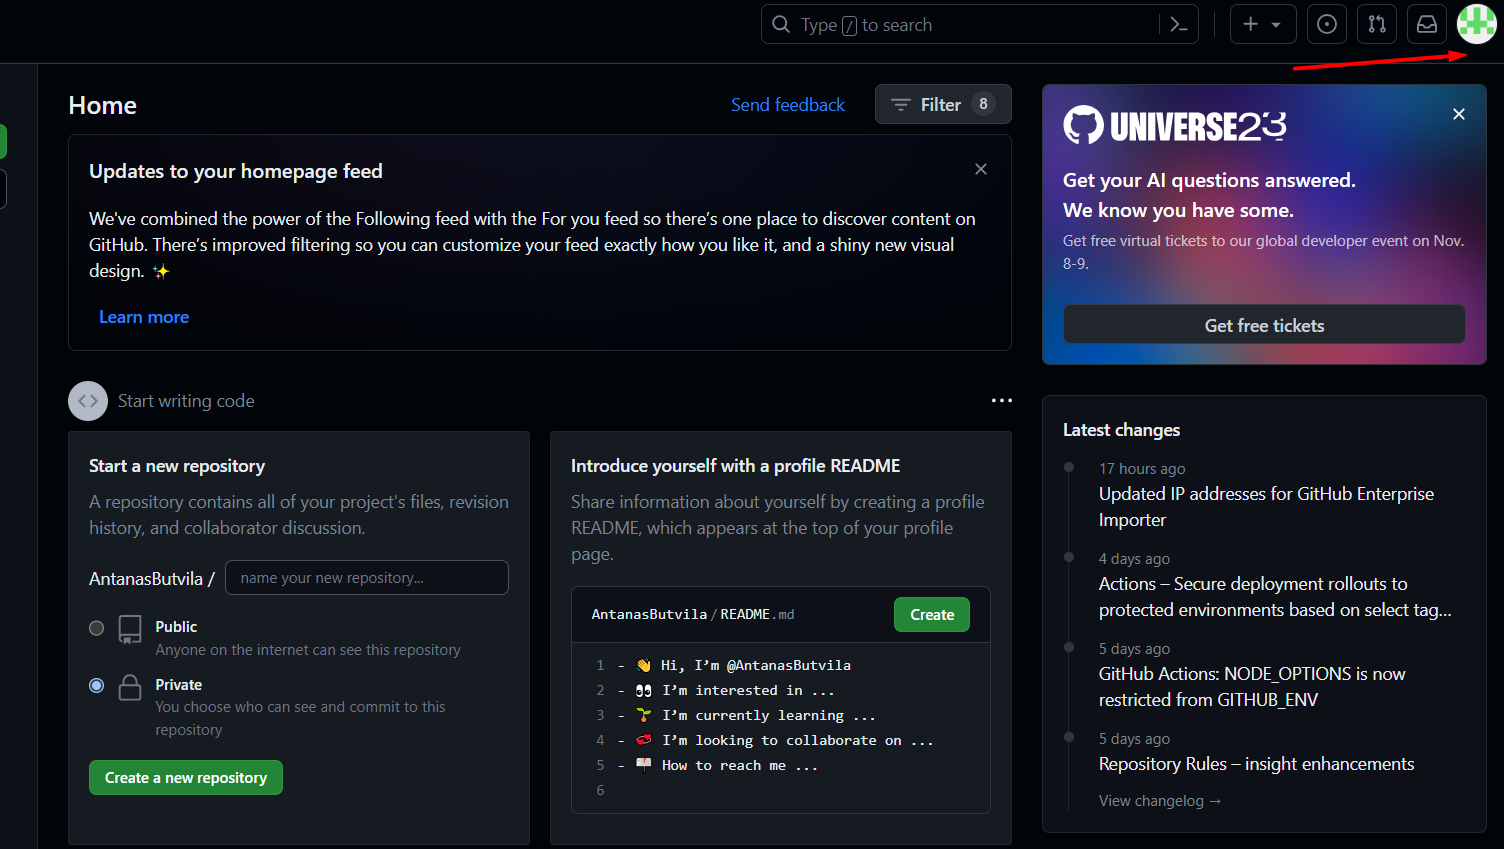 Type / to search
Home
Send feedback
Filter 8
Updates to your homepage feed
We've combined the power of the Following feed with the For you feed so there’s one place to discover content on
GitHub. There’s improved filtering so you can customize your feed exactly how you like it, and a shiny new visual
design. ✨
Learn more
Start writing code
Start a new repository
A repository contains all of your project's files, revision
history, and collaborator discussion.
AntanasButvila / name your new repository...
Public
Anyone on the internet can see this repository
Private
You choose who can see and commit to this
repository
Create a new repository
Introduce yourself with a profile README
Share information about yourself by creating a profile
README, which appears at the top of your profile
page.
AntanasButvila/README.md
Create
1 - 👋 Hi, I’m @AntanasButvila
2 - 👀 I’m interested in ...
3 - 🌱 I’m currently learning ...
4 - 💞️ I’m looking to collaborate on ...
5 - 📫 How to reach me ...
6
UNIVERSE23
Get your AI questions answered.
We know you have some.
Get free virtual tickets to our global developer event on Nov.
8-9.
Get free tickets
Latest changes
17 hours ago
Updated IP addresses for GitHub Enterprise
Importer
4 days ago
Actions – Secure deployment rollouts to
protected environments based on select tag...
5 days ago
GitHub Actions: NODE_OPTIONS is now
restricted from GITHUB_ENV
5 days ago
Repository Rules – insight enhancements
View changelog →